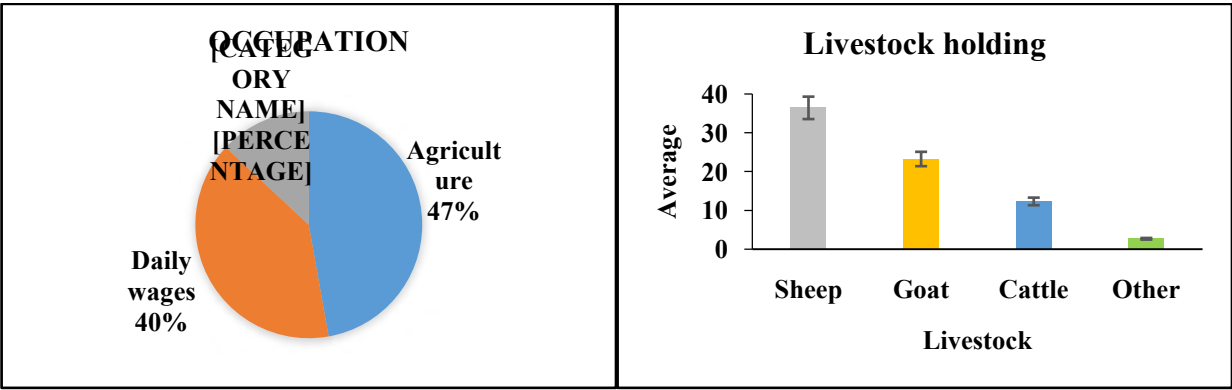 OCCUPATION
[CATEG
ORY
NAME]
[PERCE
NTAGE]
Agricult
ure
47%
Daily
wages
40%
Livestock holding
Average
40
30
20
10
0
Sheep Goat Cattle Other
Livestock